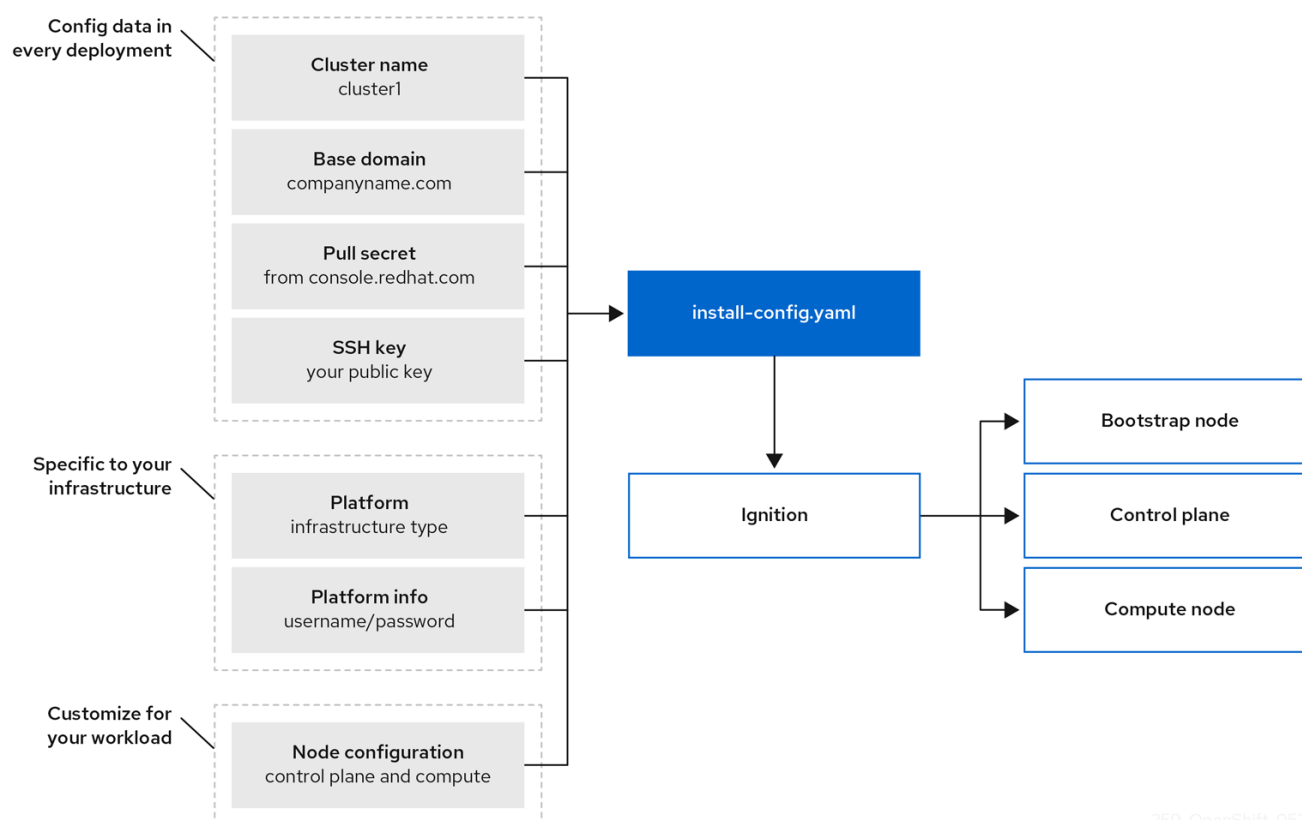 Config data in
every deployment
Cluster name
cluster1
Base domain
companyname.com
Pull secret
from console.redhat.com
SSH key
your public key
Specific to your
infrastructure
Platform
infrastructure type
Platform info
username/password
Customize for
your workload
Node configuration
control plane and compute
install-config.yaml
Ignition
Bootstrap node
Control plane
Compute node